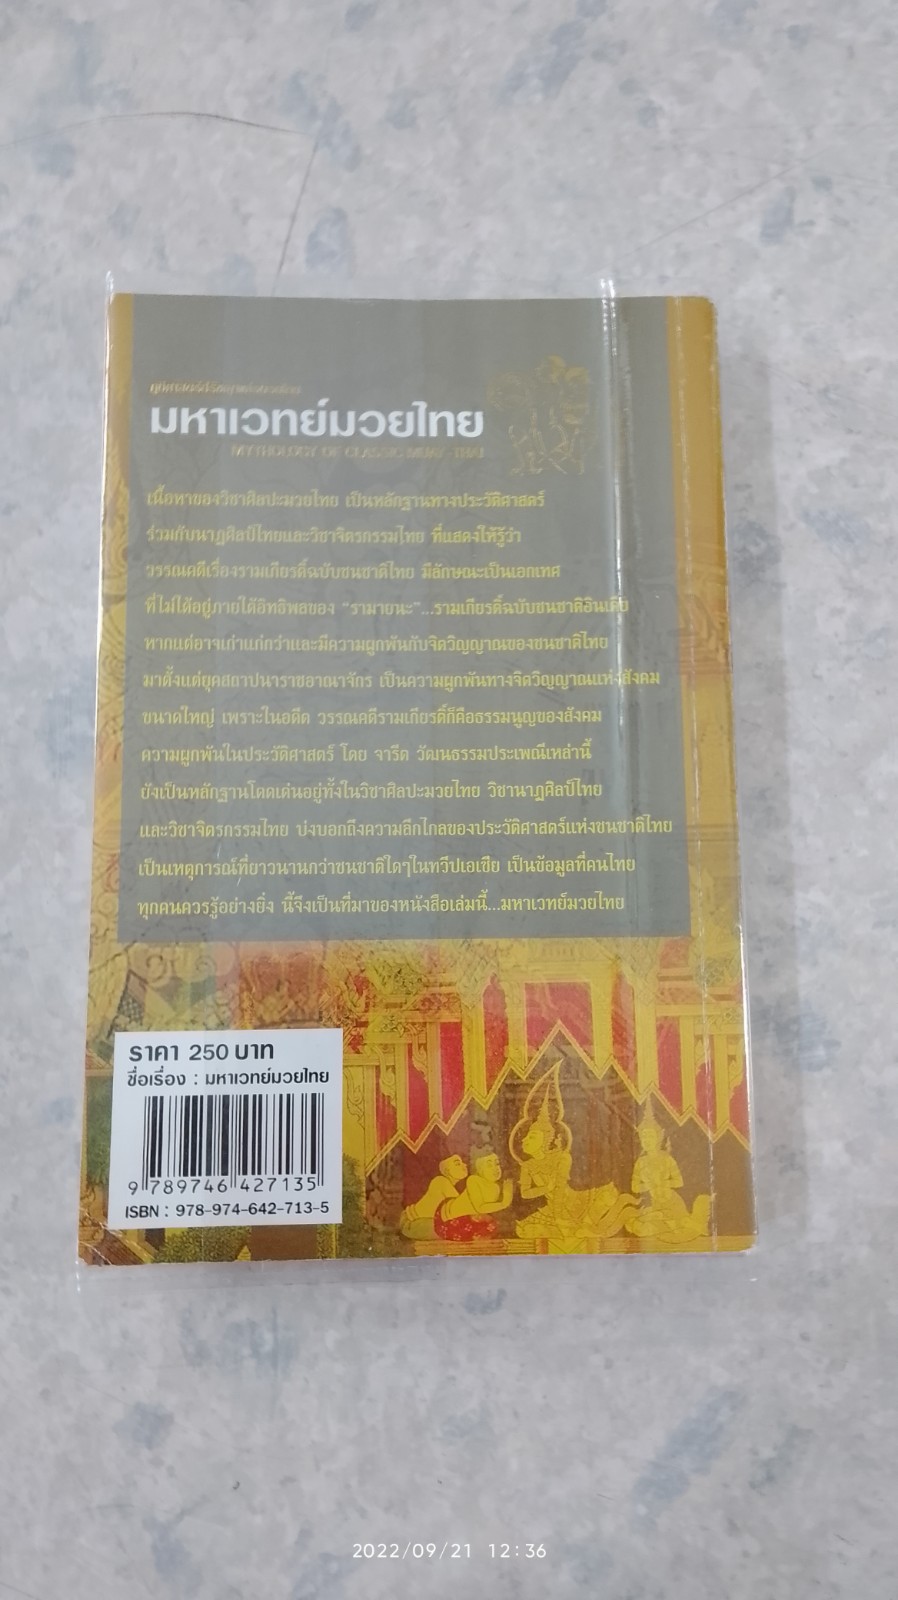 มหาเวทย์มวยไทย
MYTHOLOGY OF CLASSIC MUAY-THAI
เนื้อหาของวิชาศิลปะมวยไทย เป็นหลักฐานทางประวัติศาสตร์
ร่วมกับนาฏศิลป์ไทยและวิชาจิตรกรรมไทย ที่แสดงให้รู้ว่า
วรรณคดีเรื่องรามเกียรติ์ฉบับชนชาติไทย มีลักษณะเป็นเอกเทศ
ที่ไม่ได้อยู่ภายใต้อิทธิพลของ “รามายนะ”...รามเกียรติ์ฉบับชนชาติอินเดีย
หากแต่อาจเก่าแก่กว่าและมีความผูกพันกับจิตวิญญาณของชนชาติไทย
มาตั้งแต่ยุคสถาปนาราชอาณาจักร เป็นความผูกพันทางจิตวิญญาณแห่งสังคม
ขนาดใหญ่ เพราะในอดีต วรรณคดีรามเกียรติ์ก็คือธรรมนูญของสังคม
ความผูกพันในประวัติศาสตร์ โดย จารีต วัฒนธรรมประเพณีเหล่านี้
ยังเป็นหลักฐานโดดเด่นอยู่ทั้งในวิชาศิลปะมวยไทย วิชานาฏศิลป์ไทย
และวิชาจิตรกรรมไทย บ่งบอกถึงความลึกไกลของประวัติศาสตร์แห่งชนชาติไทย
เป็นเหตุการณ์ที่ยาวนานกว่าชนชาติใดๆในทวีปเอเซีย เป็นข้อมูลที่คนไทย
ทุกคนควรรู้อย่างยิ่ง นี้จึงเป็นที่มาของหนังสือเล่มนี้...มหาเวทย์มวยไทย
ราคา 250 บาท
ชื่อเรื่อง : มหาเวทย์มวยไทย
9 789746 427135
ISBN : 978-974-642-713-5
2022/09/21 12:36